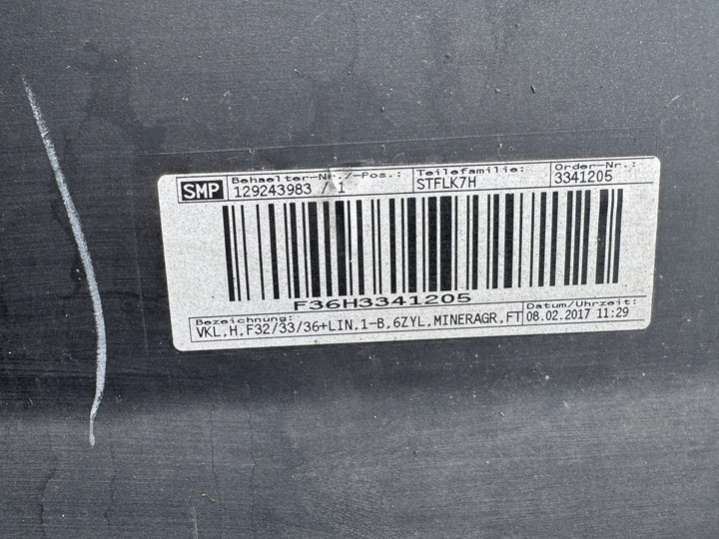 SMP
Behaelter-Nr./-Pos.:
129243983 / 1
Teilefamilie:
STFLK7H
Order-Nr.:
3341205
F36H3341205
Bezeichnung:
VKL,H,F32/33/36+LIN,1-B,6ZYL,MINERAGR,FT
Datum/Uhrzeit:
08.02.2017 11:29